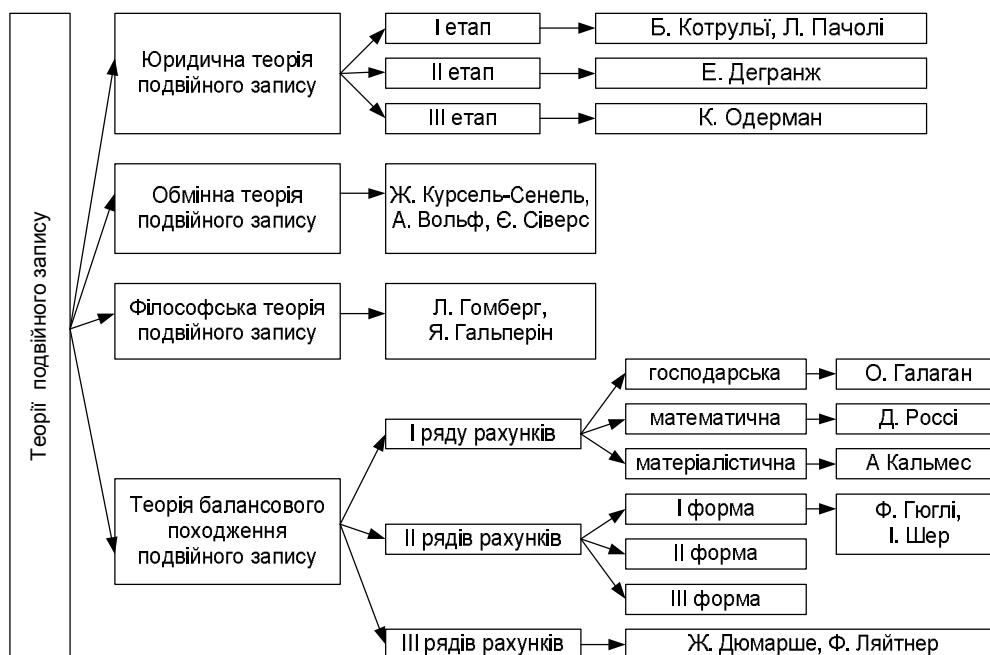 Теорії подвійного запису
Юридична теорія
подвійного запису
І етап
Б. Котрульї, Л. Пачолі
ІІ етап
Е. Дегранж
ІІІ етап
К. Одерман
Обмінна теорія
подвійного запису
Ж. Курсель-Сенель,
А. Вольф, Є. Сіверс
Філософська теорія
подвійного запису
Л. Гомберг,
Я. Гальперін
Теорія балансового
походження
подвійного запису
І ряду рахунків
господарська
О. Галаган
математична
Д. Россі
матеріалістична
А Кальмес
ІІ рядів рахунків
І форма
Ф. Гюглі,
І. Шер
ІІ форма
ІІІ форма
ІІІ рядів рахунків
Ж. Дюмарше, Ф. Ляйтнер